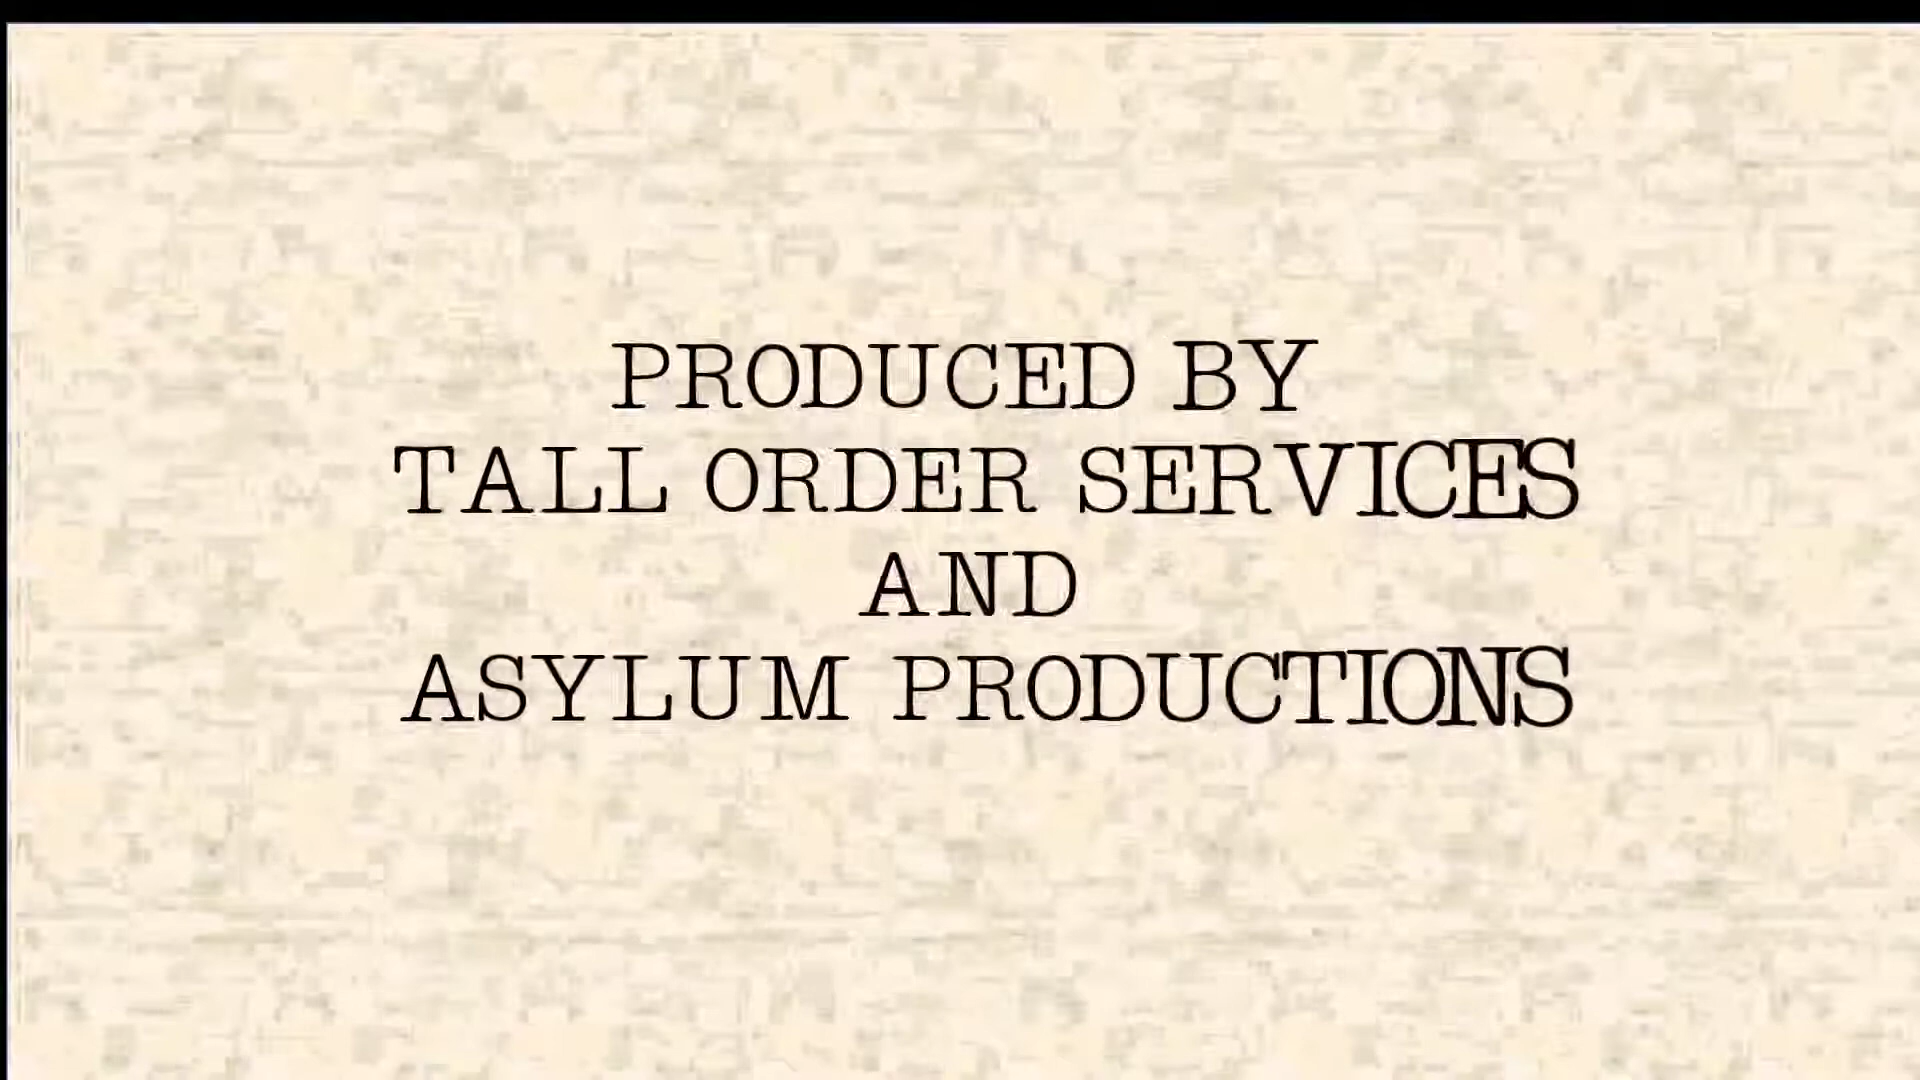 PRODUCED BY
TALL ORDER SERVICES
AND
ASYLUM PRODUCTIONS